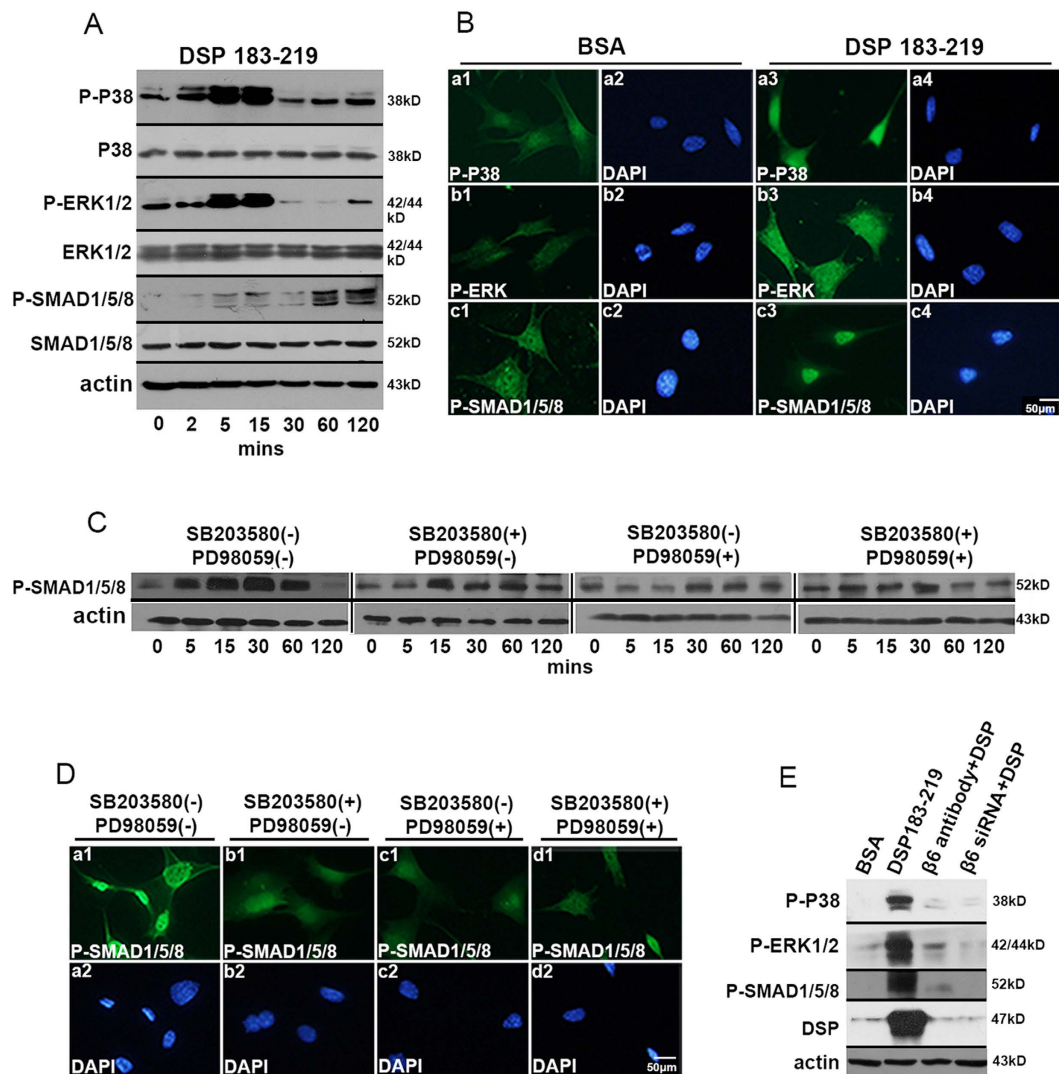 A
DSP 183-219
P-P38
38kD
P38
38kD
P-ERK1/2
42/44
kD
ERK1/2
42/44
kD
P-SMAD1/5/8
52kD
SMAD1/5/8
52kD
actin
43kD
0 2 5 15 30 60 120
mins
B
BSA DSP 183-219
a1 a2 a3 a4
P-P38 DAPI P-P38 DAPI
b1 b2 b3 b4
P-ERK DAPI P-ERK DAPI
c1 c2 c3 c4
P-SMAD1/5/8 DAPI P-SMAD1/5/8 DAPI
50μm
C
SB203580(-) SB203580(+) SB203580(-) SB203580(+)
PD98059(-) PD98059(-) PD98059(+) PD98059(+)
P-SMAD1/5/8
52kD
actin
43kD
0 5 15 30 60 120 0 5 15 30 60 120 0 5 15 30 60 120 0 5 15 30 60 120
mins
D
SB203580(-) SB203580(+) SB203580(-) SB203580(+)
PD98059(-) PD98059(-) PD98059(+) PD98059(+)
a1 b1 c1 d1
P-SMAD1/5/8 P-SMAD1/5/8 P-SMAD1/5/8 P-SMAD1/5/8
a2 b2 c2 d2
DAPI DAPI DAPI DAPI
50μm
E
BSA
DSP183-219
β6 antibody+DSP
β6 siRNA+DSP
P-P38
38kD
P-ERK1/2
42/44kD
P-SMAD1/5/8
52kD
DSP
47kD
actin
43kD